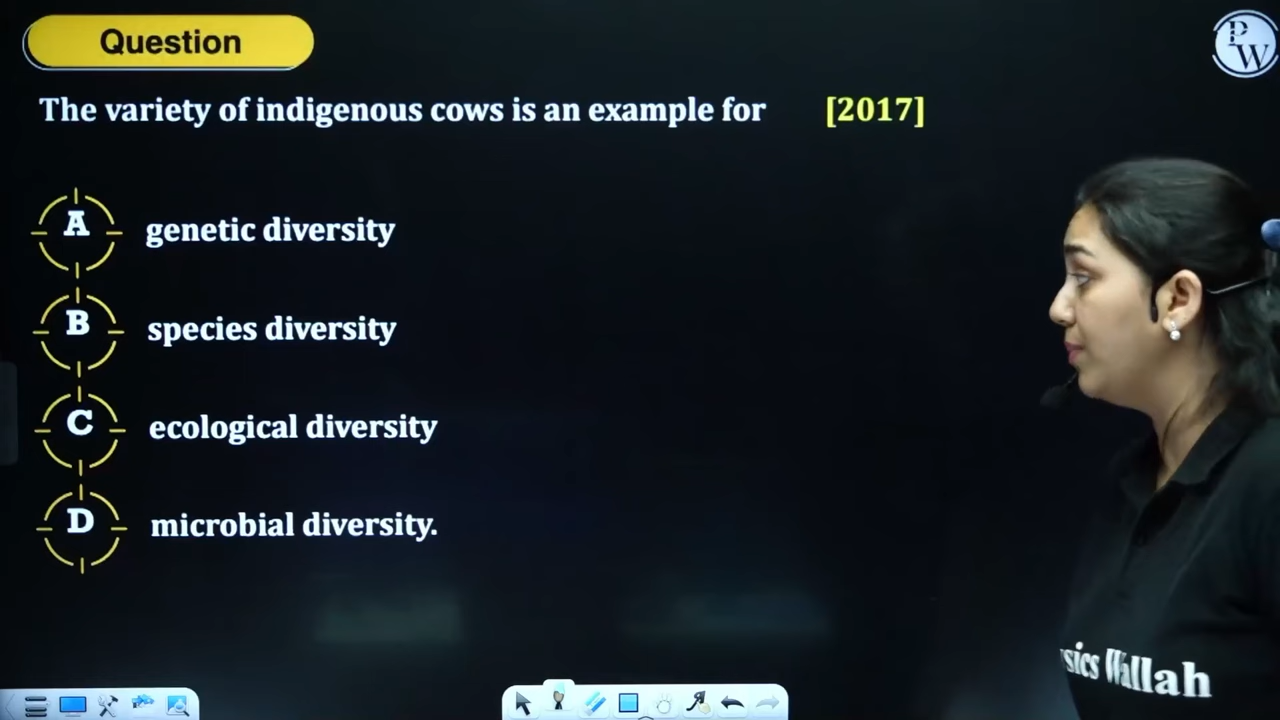 Question
PW
The variety of indigenous cows is an example for [2017]
A genetic diversity
B species diversity
C ecological diversity
D microbial diversity.
sics Wallah